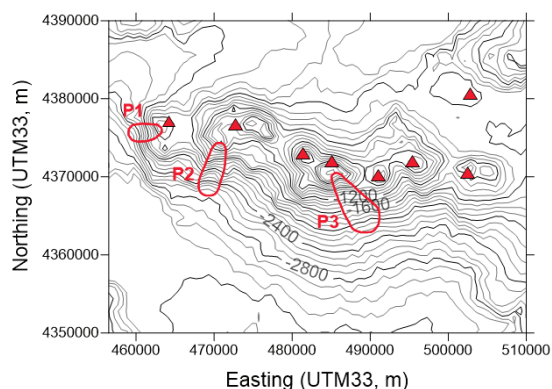 4390000
4380000
4370000
4360000
4350000
Northing (UTM33, m)
P1
P2
P3
-1200
-1600
-2400
-2800
460000 470000 480000 490000 500000 510000
Easting (UTM33, m)